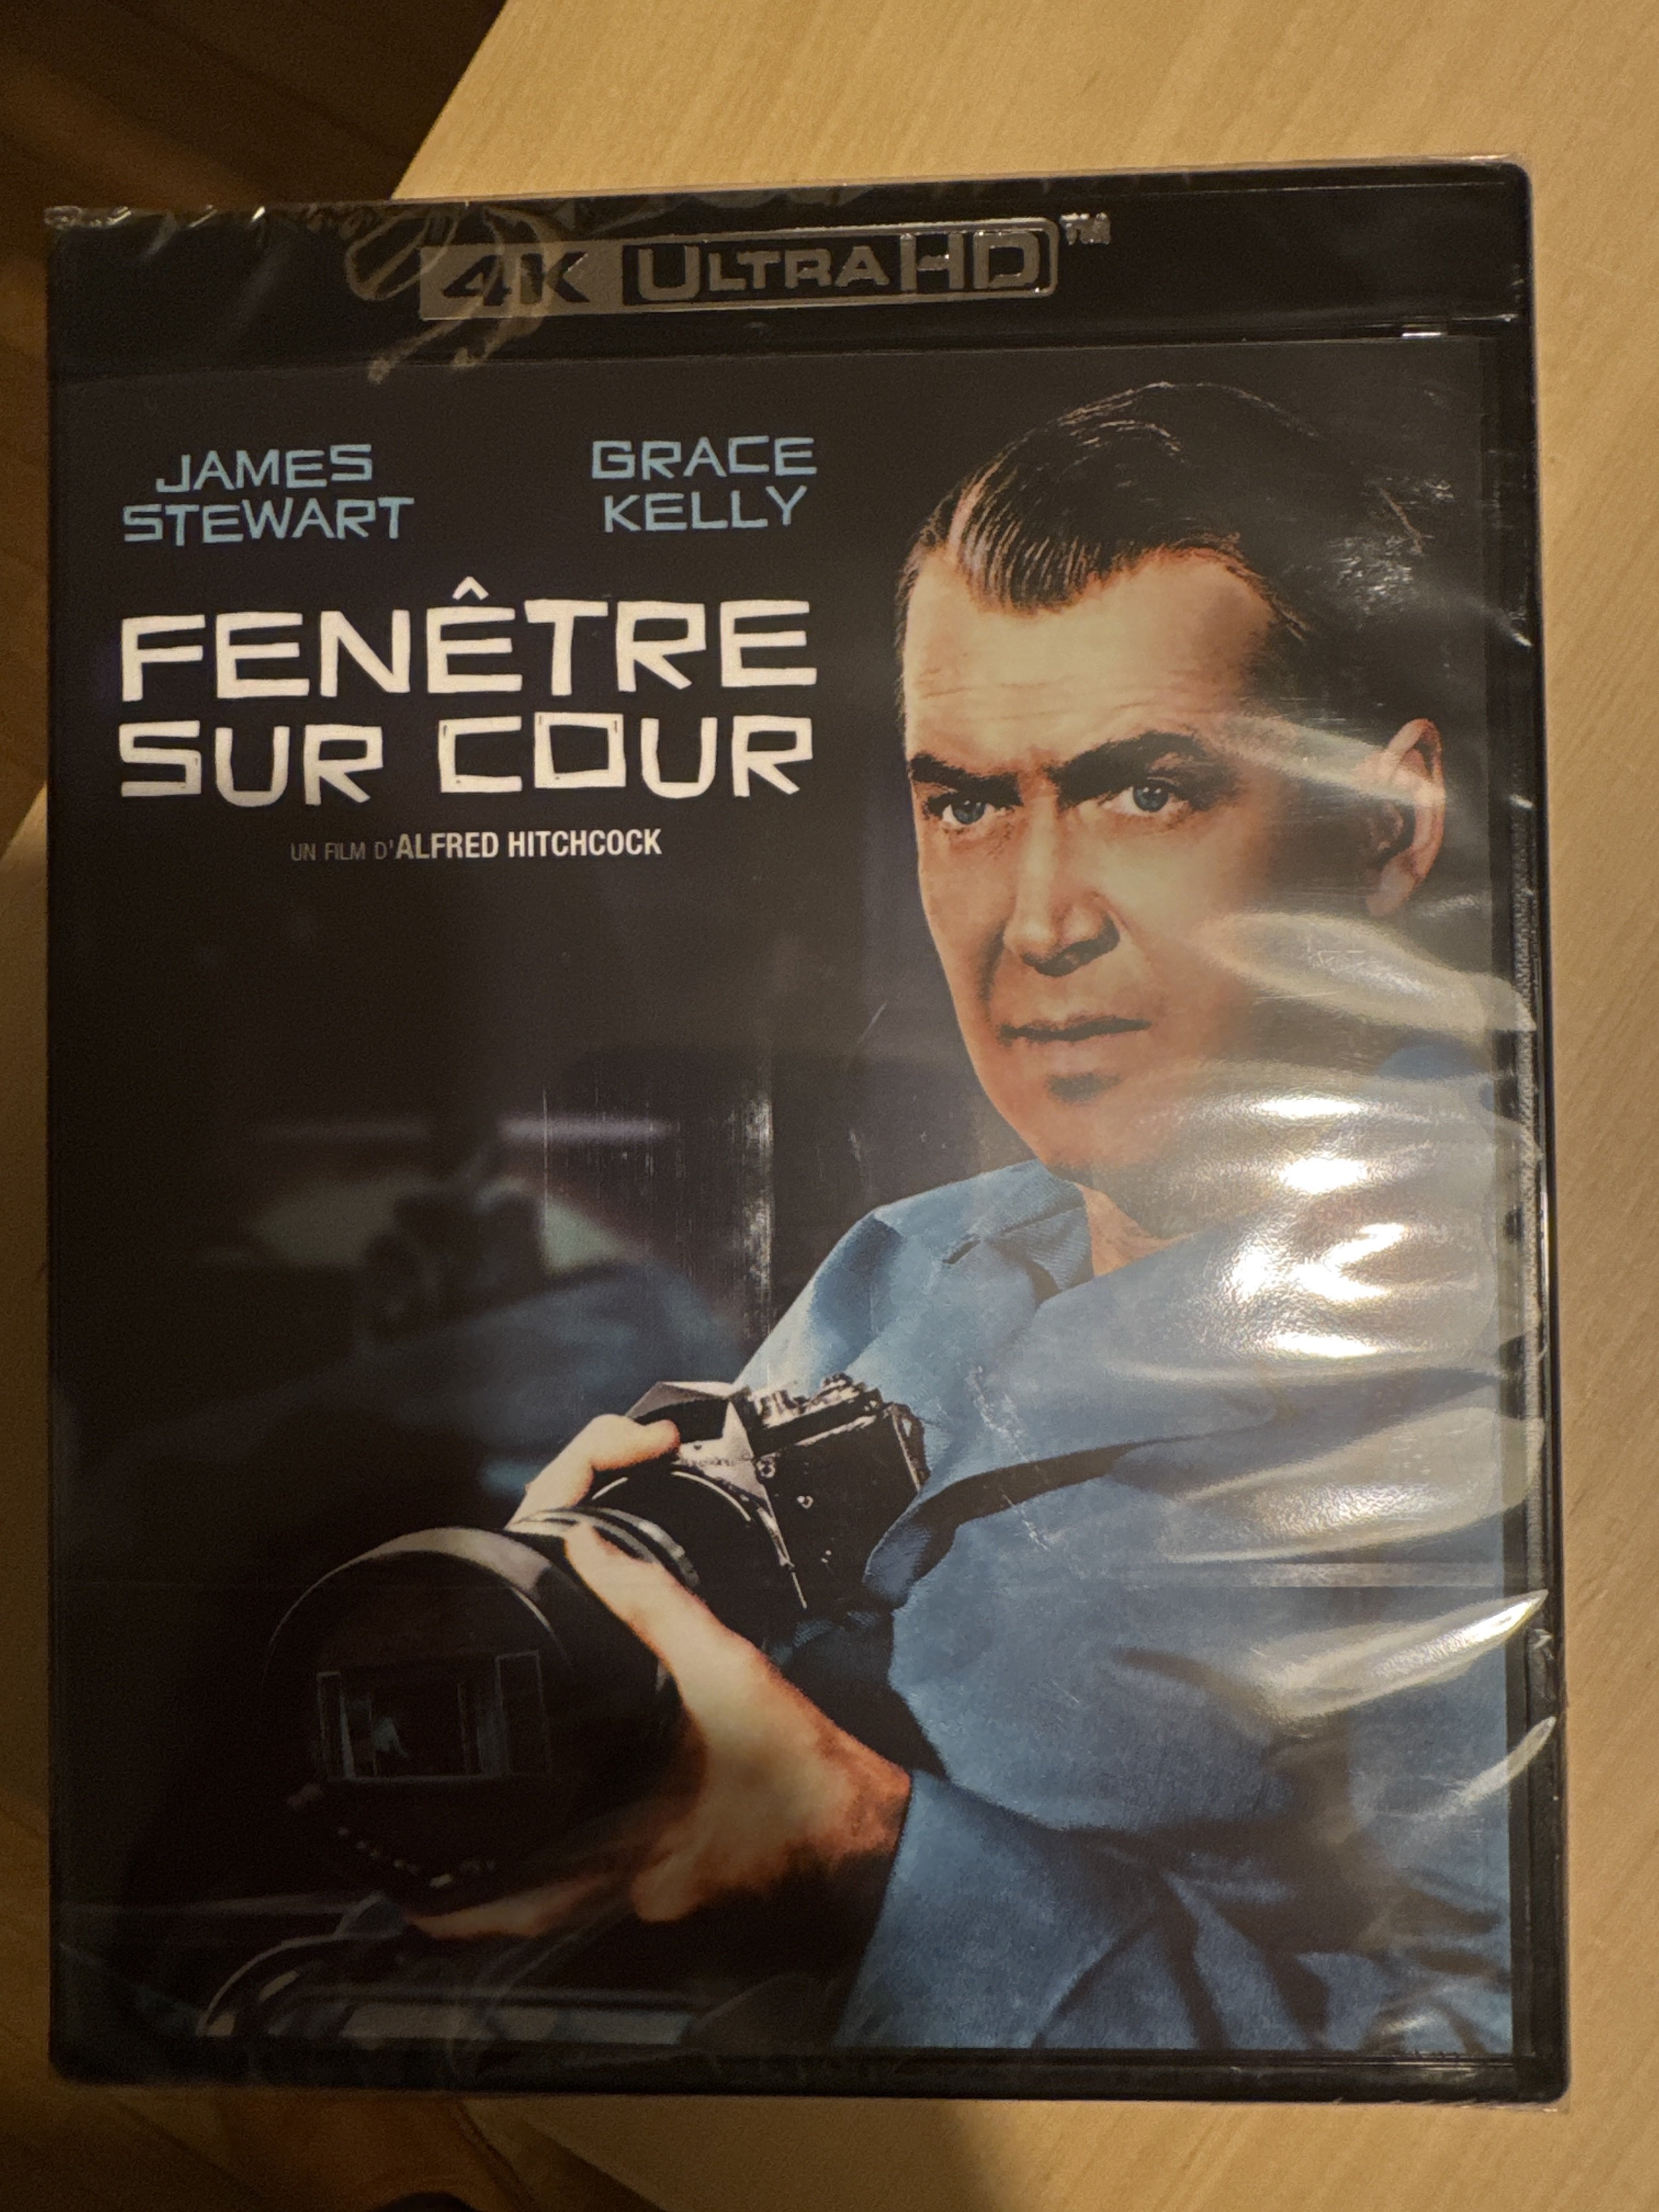 4K ULTRA HD™
JAMES STEWART
GRACE KELLY
FENÊTRE
SUR COUR
UN FILM D'ALFRED HITCHCOCK